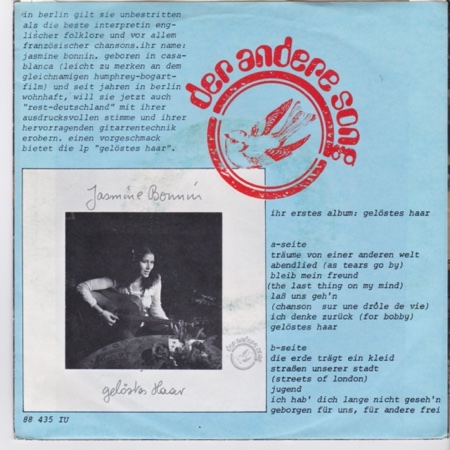 in berlin gilt sie unbestritten
als die beste interpretin eng-
lischer folklore und vor allem
französischer chansons.ihr name:
jasmine bonnin. geboren in casa-
blanca (leicht zu merken an dem
gleichnamigen humphrey-bogart-
film) und seit jahren in berlin
wohnhaft, will sie jetzt auch
"rest-deutschland" mit ihrer
ausdrucksvollen stimme und ihrer
hervorragenden gitarrentechnik
erobern. einen vorgeschmack
bietet die lp "gelöstes haar".
der andere song
Jasmine Bonnin
gelöstes Haar
der andere song
88 435 IU
ihr erstes album: gelöstes haar
a-seite
träume von einer anderen welt
abendlied (as tears go by)
bleib mein freund
(the last thing on my mind)
laß uns geh'n
(chanson sur une drôle de vie)
ich denke zurück (for bobby)
gelöstes haar
b-seite
die erde trägt ein kleid
straßen unserer stadt
(streets of london)
jugend
ich hab' dich lange nicht geseh'n
geborgen für uns, für andere frei